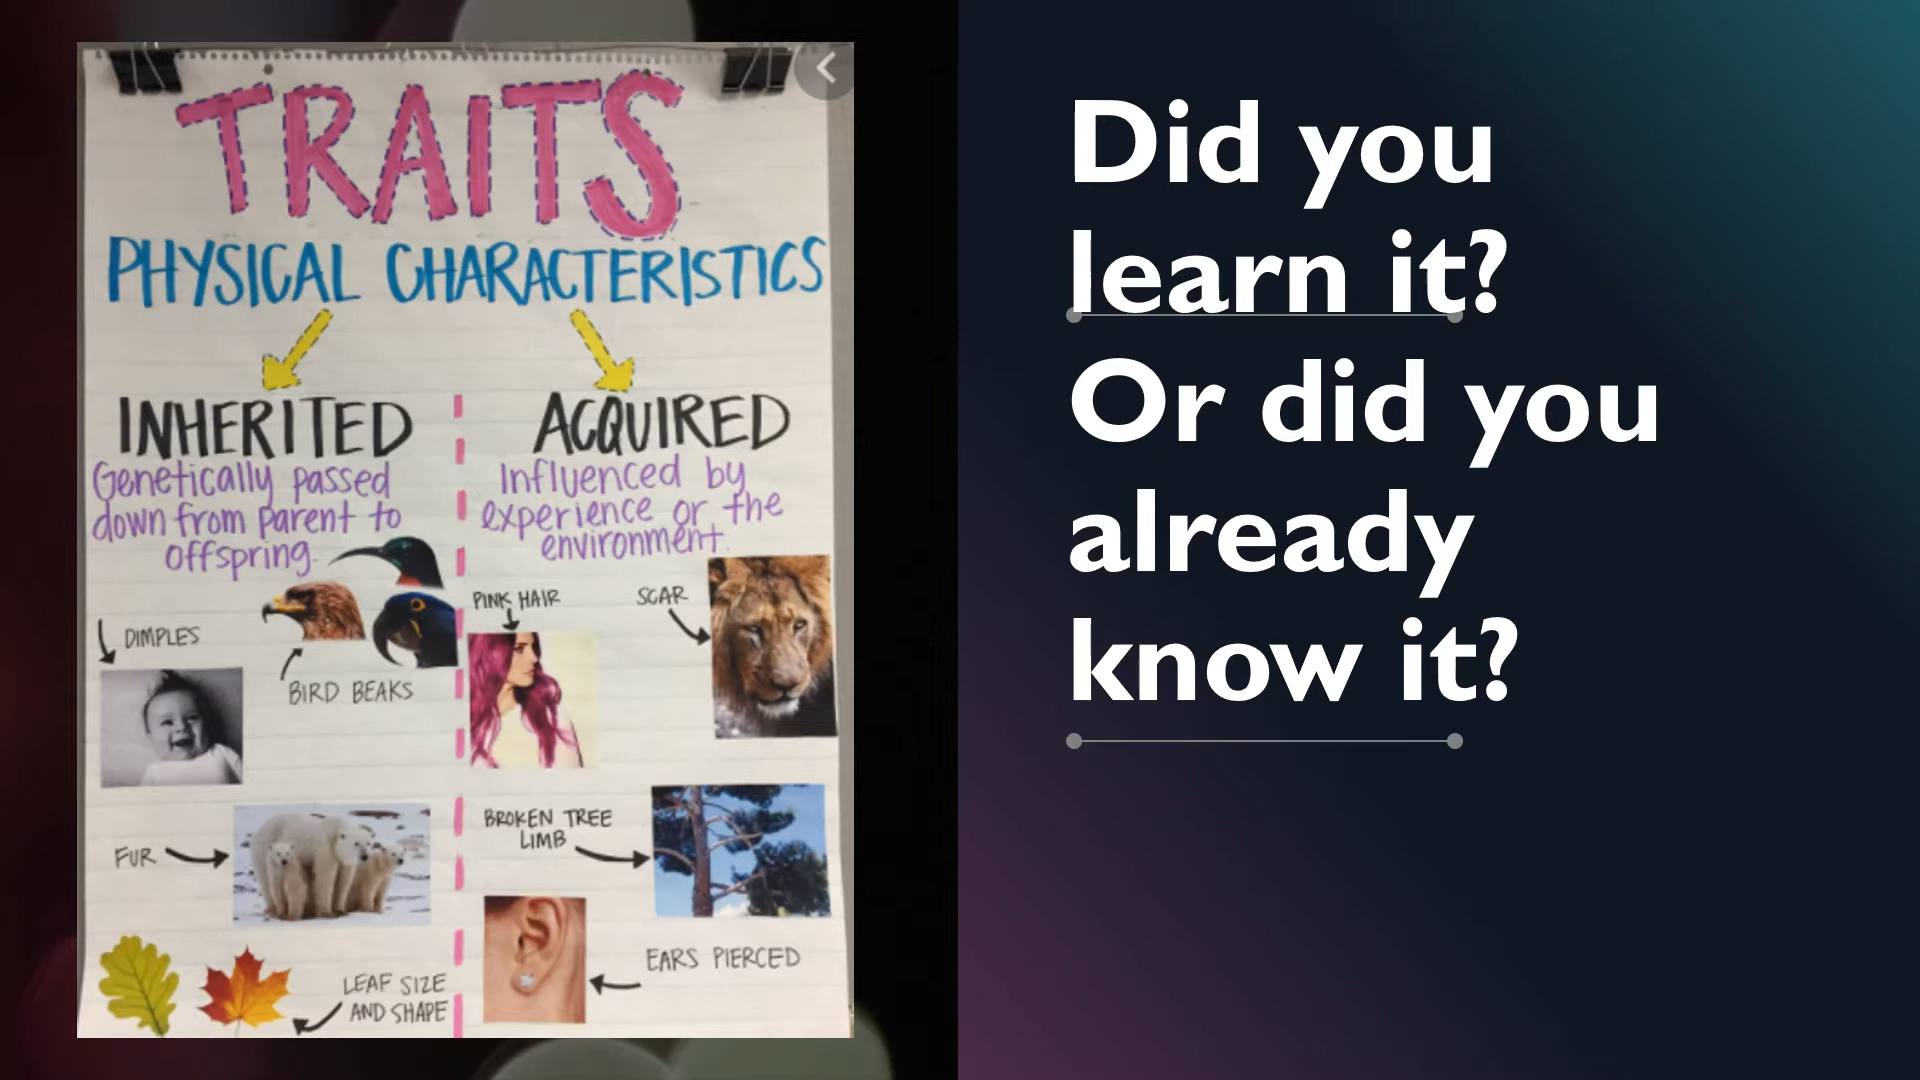 TRAITS
PHYSICAL CHARACTERISTICS
INHERITED
Genetically passed
down from parent to
offspring.
DIMPLES
BIRD BEAKS
FUR
LEAF SIZE
AND SHAPE
ACQUIRED
Influenced by
experience or the
environment.
PINK HAIR
SCAR
BROKEN TREE
LIMB
EARS PIERCED
Did you
learn it?
Or did you
already
know it?